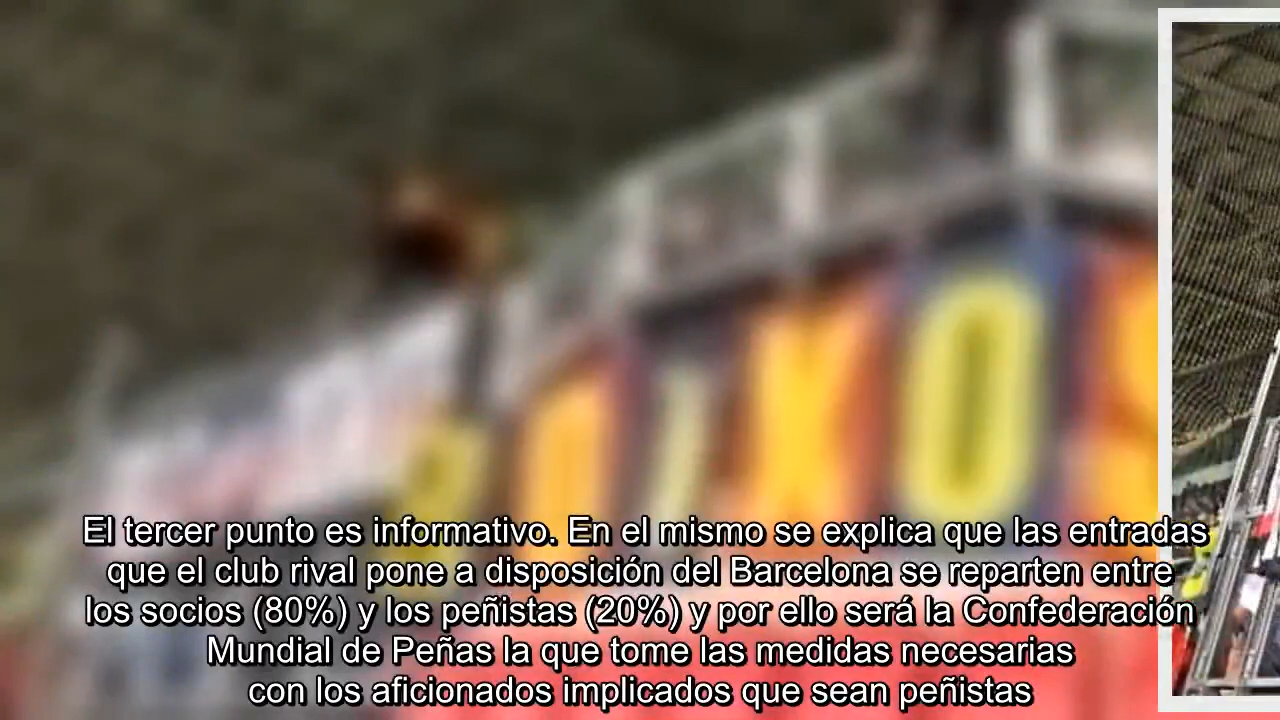 BOIXOS
El tercer punto es informativo. En el mismo se explica que las entradas
que el club rival pone a disposición del Barcelona se reparten entre
los socios (80%) y los peñistas (20%) y por ello será la Confederación
Mundial de Peñas la que tome las medidas necesarias
con los aficionados implicados que sean peñistas